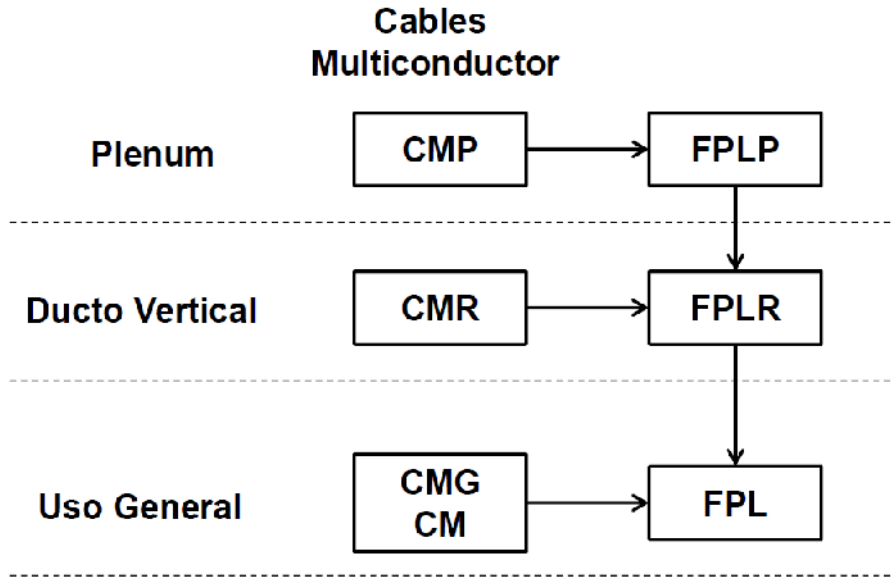 Cables
Multiconductor
Plenum
CMP
FPLP
Ducto Vertical
CMR
FPLR
Uso General
CMG
CM
FPL